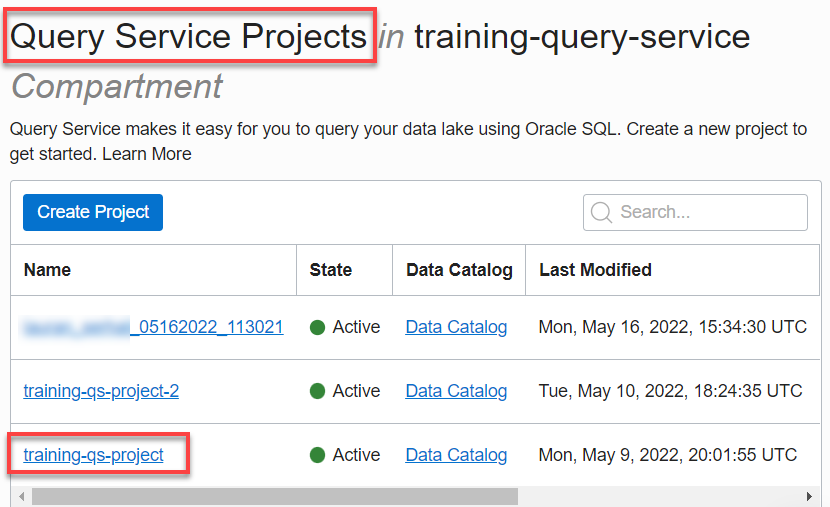 Query Service Projects in training-query-service
Compartment
Query Service makes it easy for you to query your data lake using Oracle SQL. Create a new project to
get started. Learn More
Create Project Search...
Name State Data Catalog Last Modified
_05162022_113021 Active Data Catalog Mon, May 16, 2022, 15:34:30 UTC
training-qs-project-2 Active Data Catalog Tue, May 10, 2022, 18:24:35 UTC
training-qs-project Active Data Catalog Mon, May 9, 2022, 20:01:55 UTC